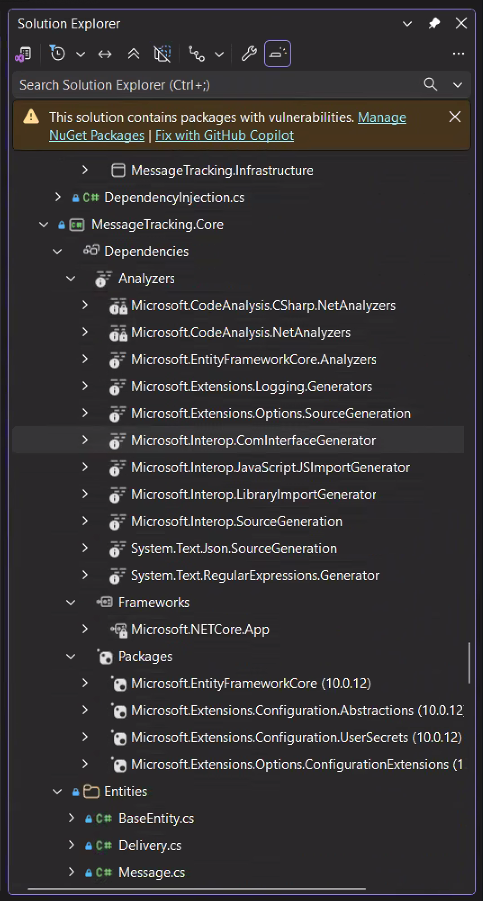 Solution Explorer
Search Solution Explorer (Ctrl+;)
This solution contains packages with vulnerabilities. Manage
NuGet Packages | Fix with GitHub Copilot
MessageTracking.Infrastructure
C# DependencyInjection.cs
C# MessageTracking.Core
Dependencies
Analyzers
Microsoft.CodeAnalysis.CSharp.NetAnalyzers
Microsoft.CodeAnalysis.NetAnalyzers
Microsoft.EntityFrameworkCore.Analyzers
Microsoft.Extensions.Logging.Generators
Microsoft.Extensions.Options.SourceGeneration
Microsoft.Interop.ComInterfaceGenerator
Microsoft.Interop.JavaScript.JSImportGenerator
Microsoft.Interop.LibraryImportGenerator
Microsoft.Interop.SourceGeneration
System.Text.Json.SourceGeneration
System.Text.RegularExpressions.Generator
Frameworks
Microsoft.NETCore.App
Packages
Microsoft.EntityFrameworkCore (10.0.12)
Microsoft.Extensions.Configuration.Abstractions (10.0.12)
Microsoft.Extensions.Configuration.UserSecrets (10.0.12)
Microsoft.Extensions.Options.ConfigurationExtensions (1
Entities
C# BaseEntity.cs
C# Delivery.cs
C# Message.cs